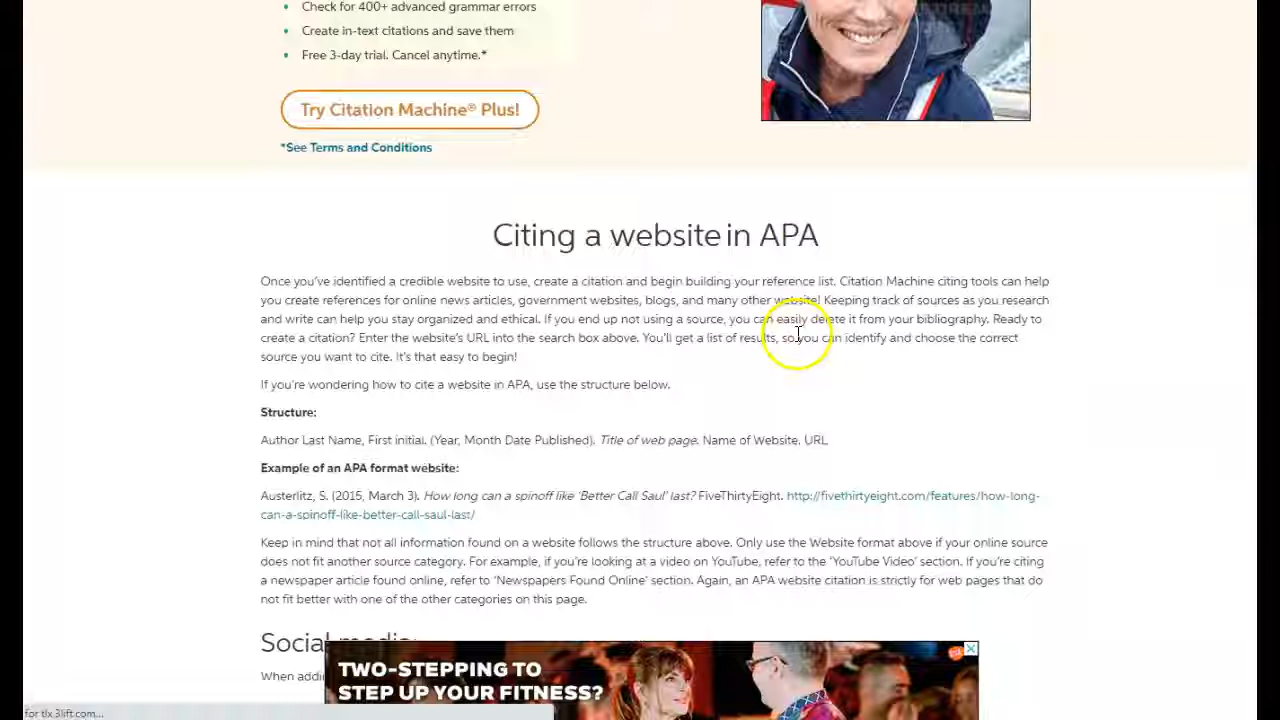 Check for 400+ advanced grammar errors
Create in-text citations and save them
Free 3-day trial. Cancel anytime.*
Try Citation Machine® Plus!
*See Terms and Conditions
Citing a website in APA
Once you've identified a credible website to use, create a citation and begin building your reference list. Citation Machine citing tools can help
you create references for online news articles, government websites, blogs, and many other website! Keeping track of sources as you research
and write can help you stay organized and ethical. If you end up not using a source, you can easily delete it from your bibliography. Ready to
create a citation? Enter the website's URL into the search box above. You'll get a list of results, so you can identify and choose the correct
source you want to cite. It's that easy to begin!
If you're wondering how to cite a website in APA, use the structure below.
Structure:
Author Last Name, First initial. (Year, Month Date Published). Title of web page. Name of Website. URL
Example of an APA format website:
Austerlitz, S. (2015, March 3). How long can a spinoff like 'Better Call Saul' last? FiveThirtyEight. http://fivethirtyeight.com/features/how-long-
can-a-spinoff-like-better-call-saul-last/
Keep in mind that not all information found on a website follows the structure above. Only use the Website format above if your online source
does not fit another source category. For example, if you're looking at a video on YouTube, refer to the 'YouTube Video' section. If you're citing
a newspaper article found online, refer to 'Newspapers Found Online' section. Again, an APA website citation is strictly for web pages that do
not fit better with one of the other categories on this page.
Social media:
When addi
TWO-STEPPING TO
STEP UP YOUR FITNESS?
for tlx.3lift.com...